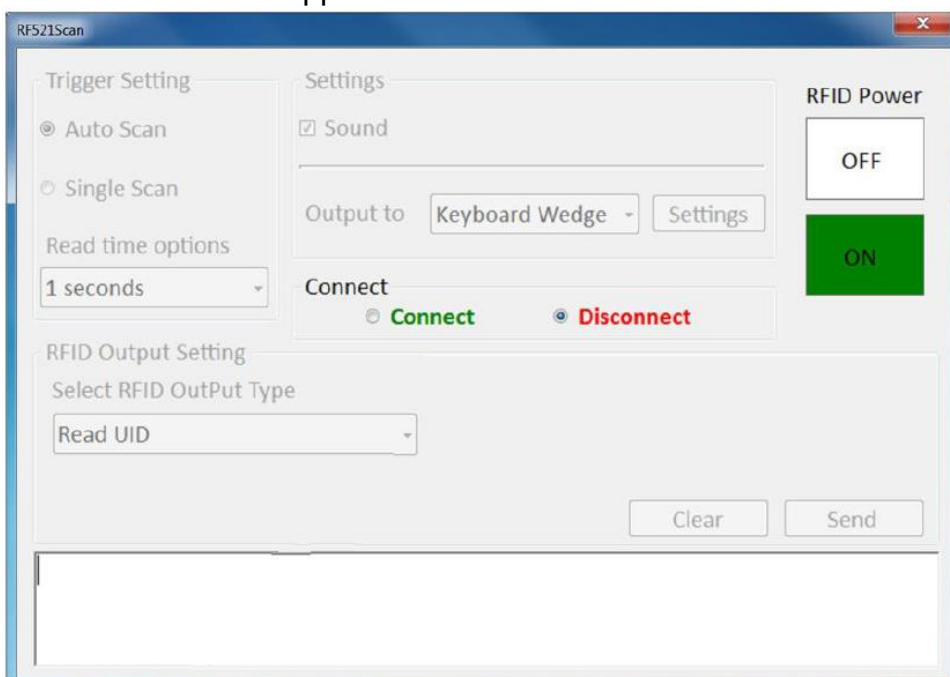 RF521Scan
Trigger Setting
Auto Scan
Single Scan
Read time options
1 seconds
Settings
Sound
Output to
Keyboard Wedge
Settings
Connect
Connect
Disconnect
RFID Power
OFF
ON
RFID Output Setting
Select RFID OutPut Type
Read UID
Clear
Send